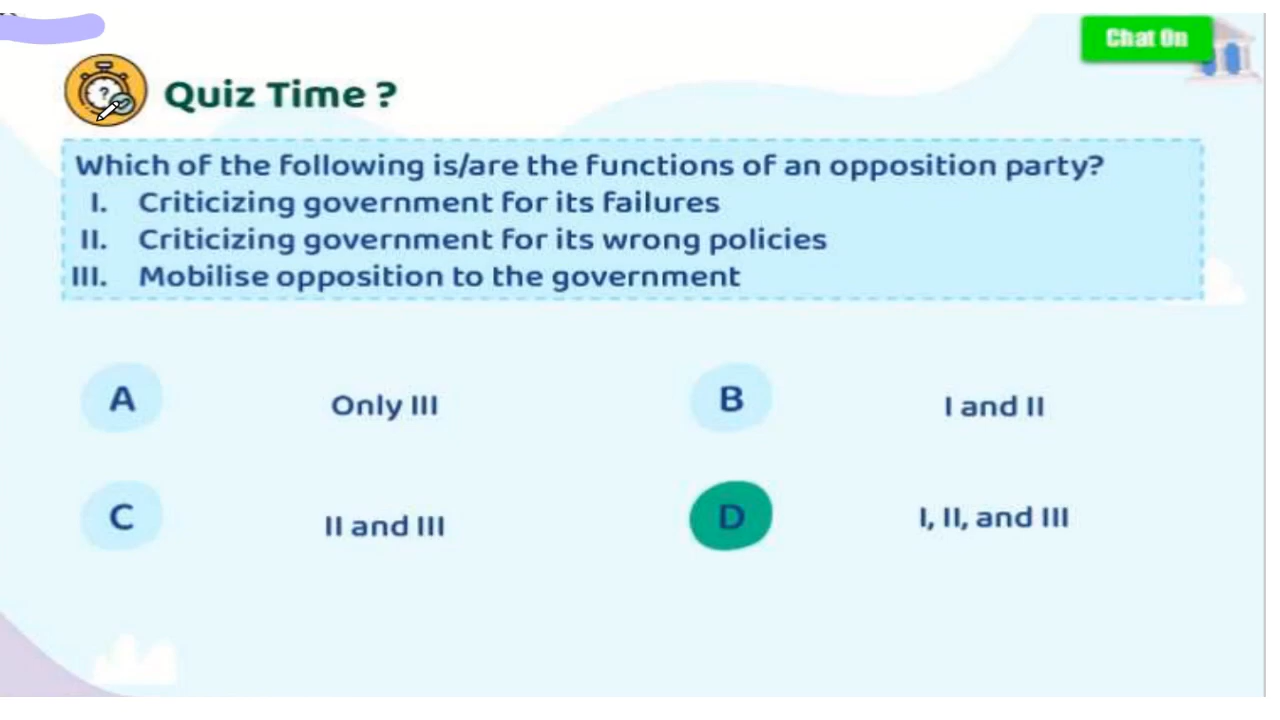 Chat On
Quiz Time ?
Which of the following is/are the functions of an opposition party?
I. Criticizing government for its failures
II. Criticizing government for its wrong policies
III. Mobilise opposition to the government
A Only III
B I and II
C II and III
D I, II, and III